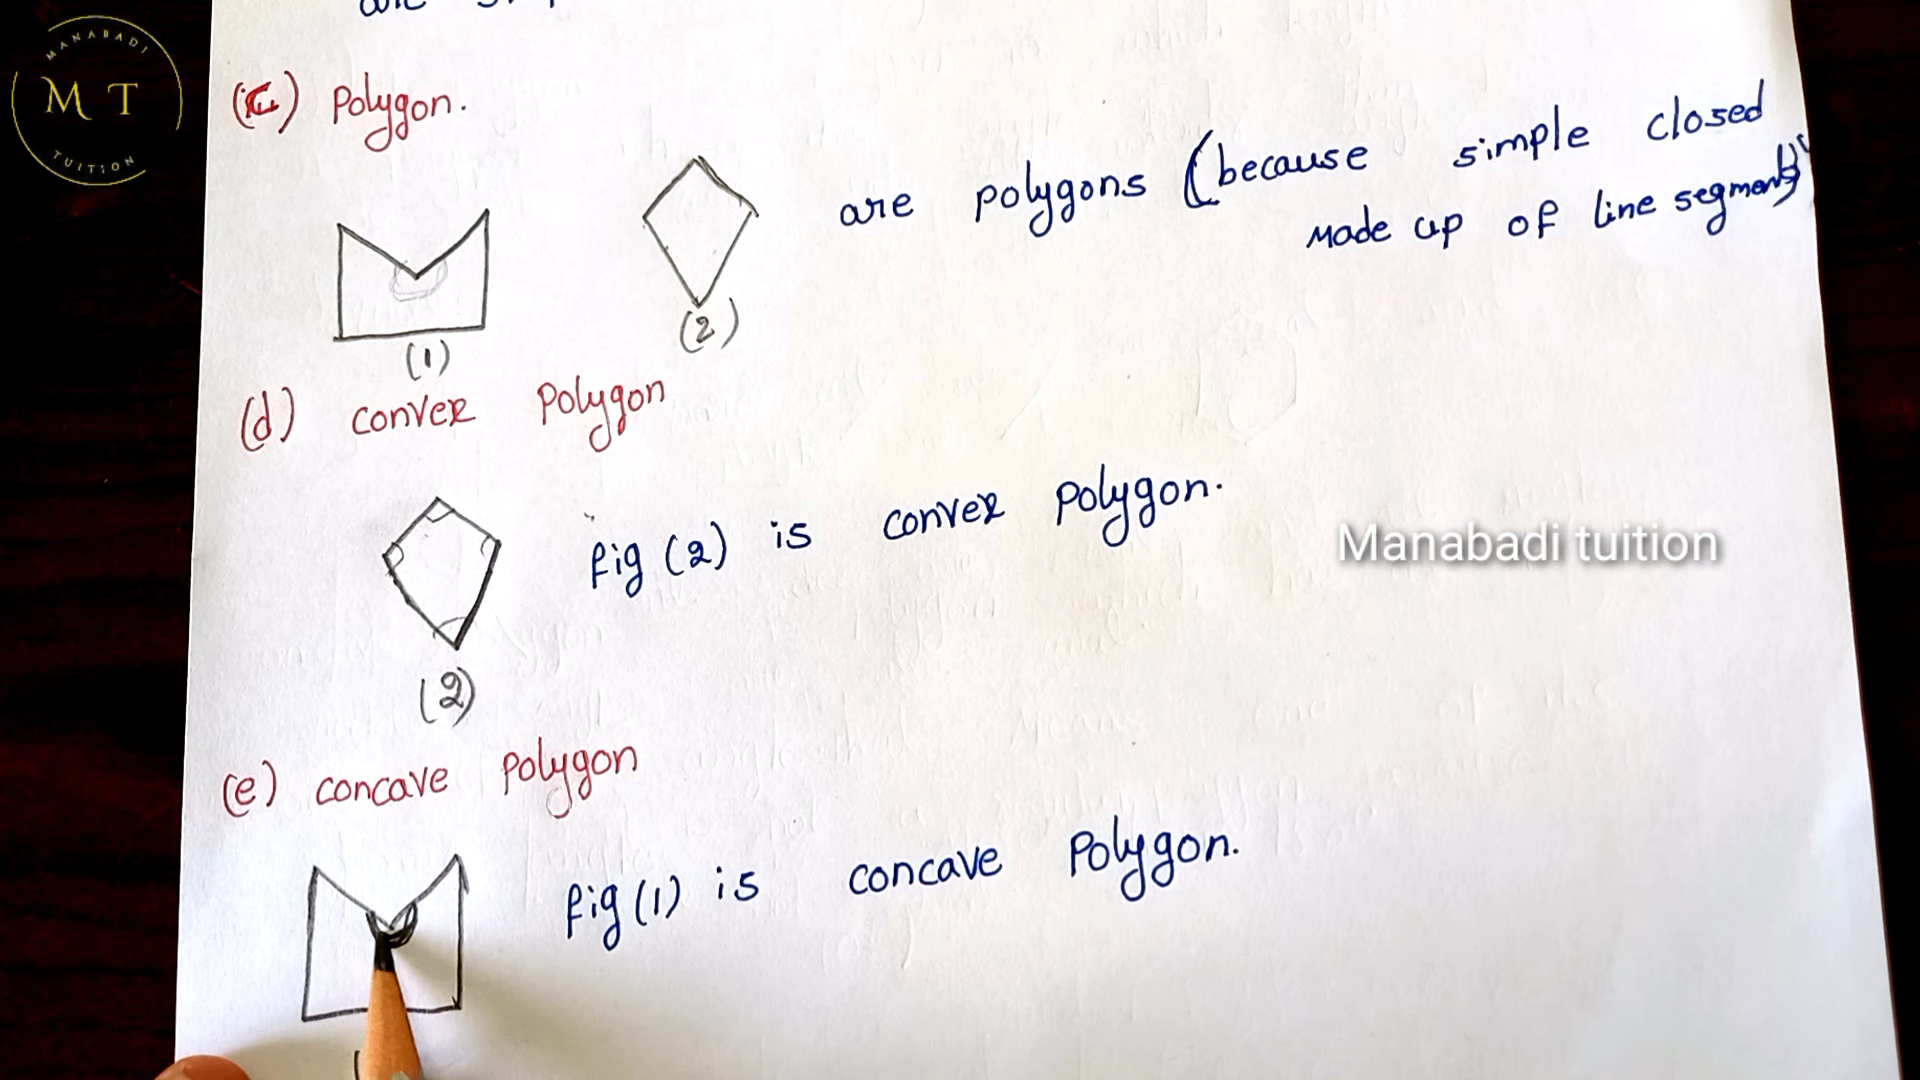 MANABADI
M T
TUITION
are
(c) Polygon.
are polygons (because simple closed
made up of line segments)
(1)
(2)
(d) convex Polygon
fig (2) is convex Polygon.
Manabadi tuition
(2)
(e) concave Polygon
fig (1) is concave Polygon.